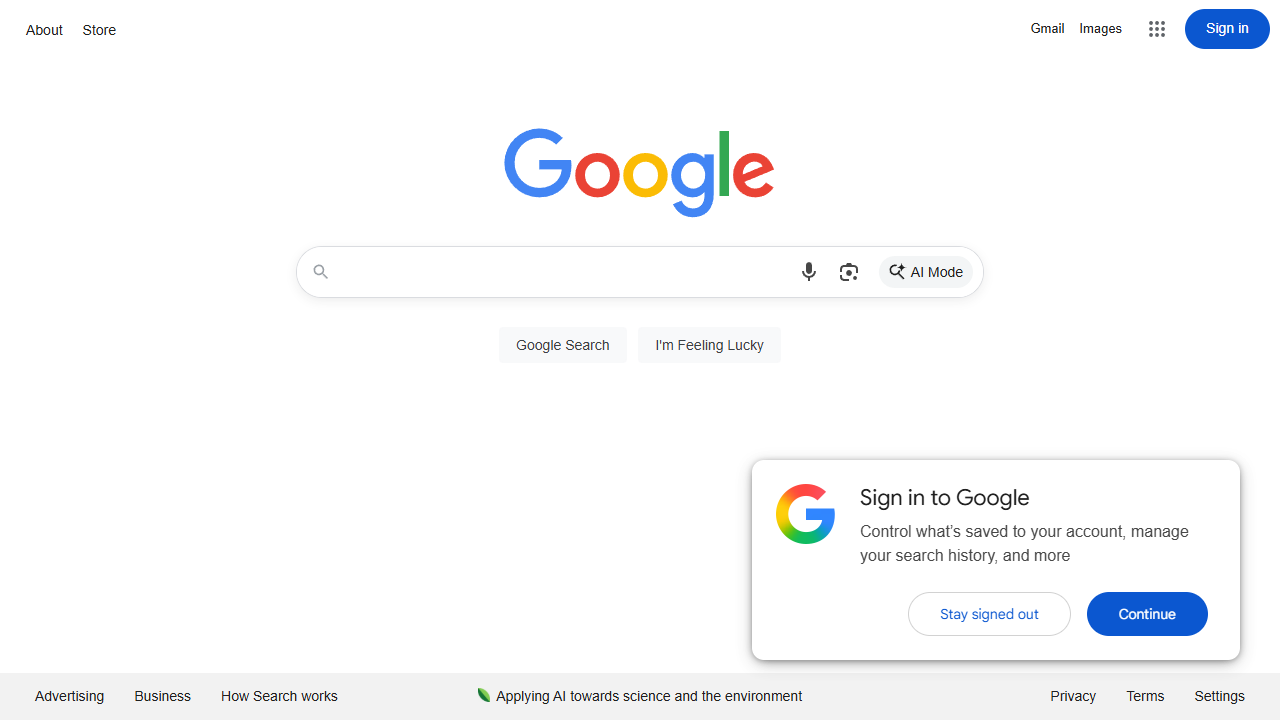 About Store Gmail Images Sign in
Google
AI Mode
Google Search I'm Feeling Lucky
Sign in to Google
Control what's saved to your account, manage
your search history, and more
Stay signed out Continue
Advertising Business How Search works Applying AI towards science and the environment Privacy Terms Settings